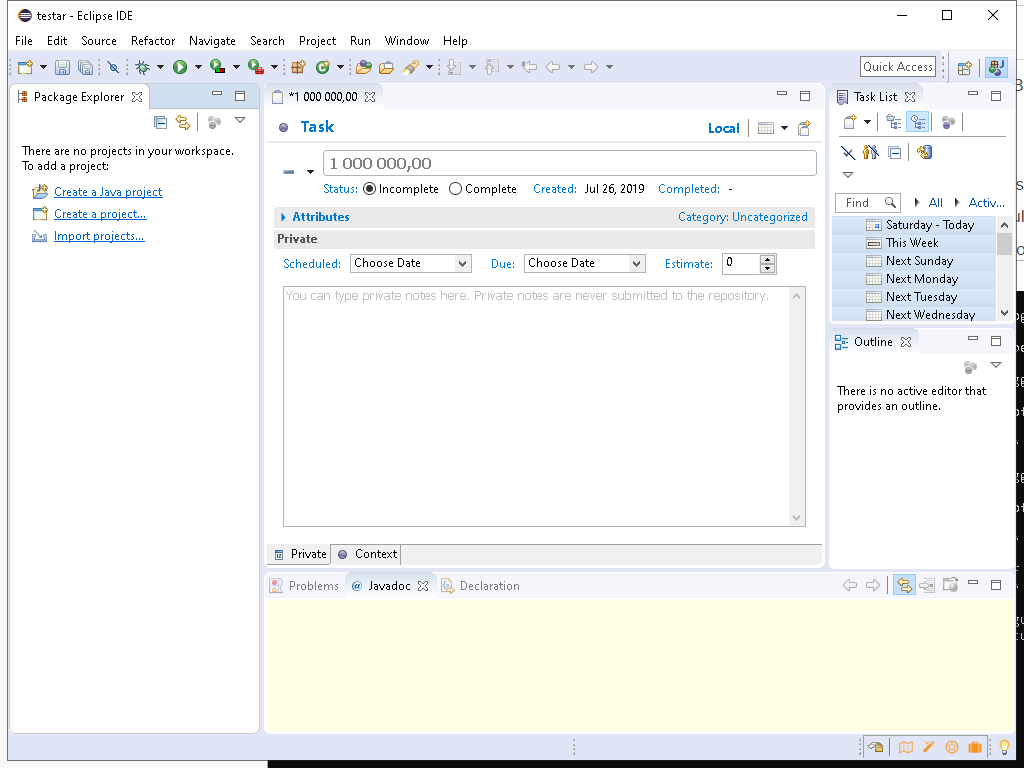 testar - Eclipse IDE
File Edit Source Refactor Navigate Search Project Run Window Help
Quick Access
Package Explorer
There are no projects in your workspace.
To add a project:
Create a Java project
Create a project...
Import projects...
*1 000 000,00
Task
Local
1 000 000,00
Status: Incomplete Complete Created: Jul 26, 2019 Completed: -
Attributes Category: Uncategorized
Private
Scheduled: Choose Date Due: Choose Date Estimate: 0
You can type private notes here. Private notes are never submitted to the repository.
Private Context
Task List
Find All Activ...
Saturday - Today
This Week
Next Sunday
Next Monday
Next Tuesday
Next Wednesday
Outline
There is no active editor that
provides an outline.
Problems @ Javadoc Declaration